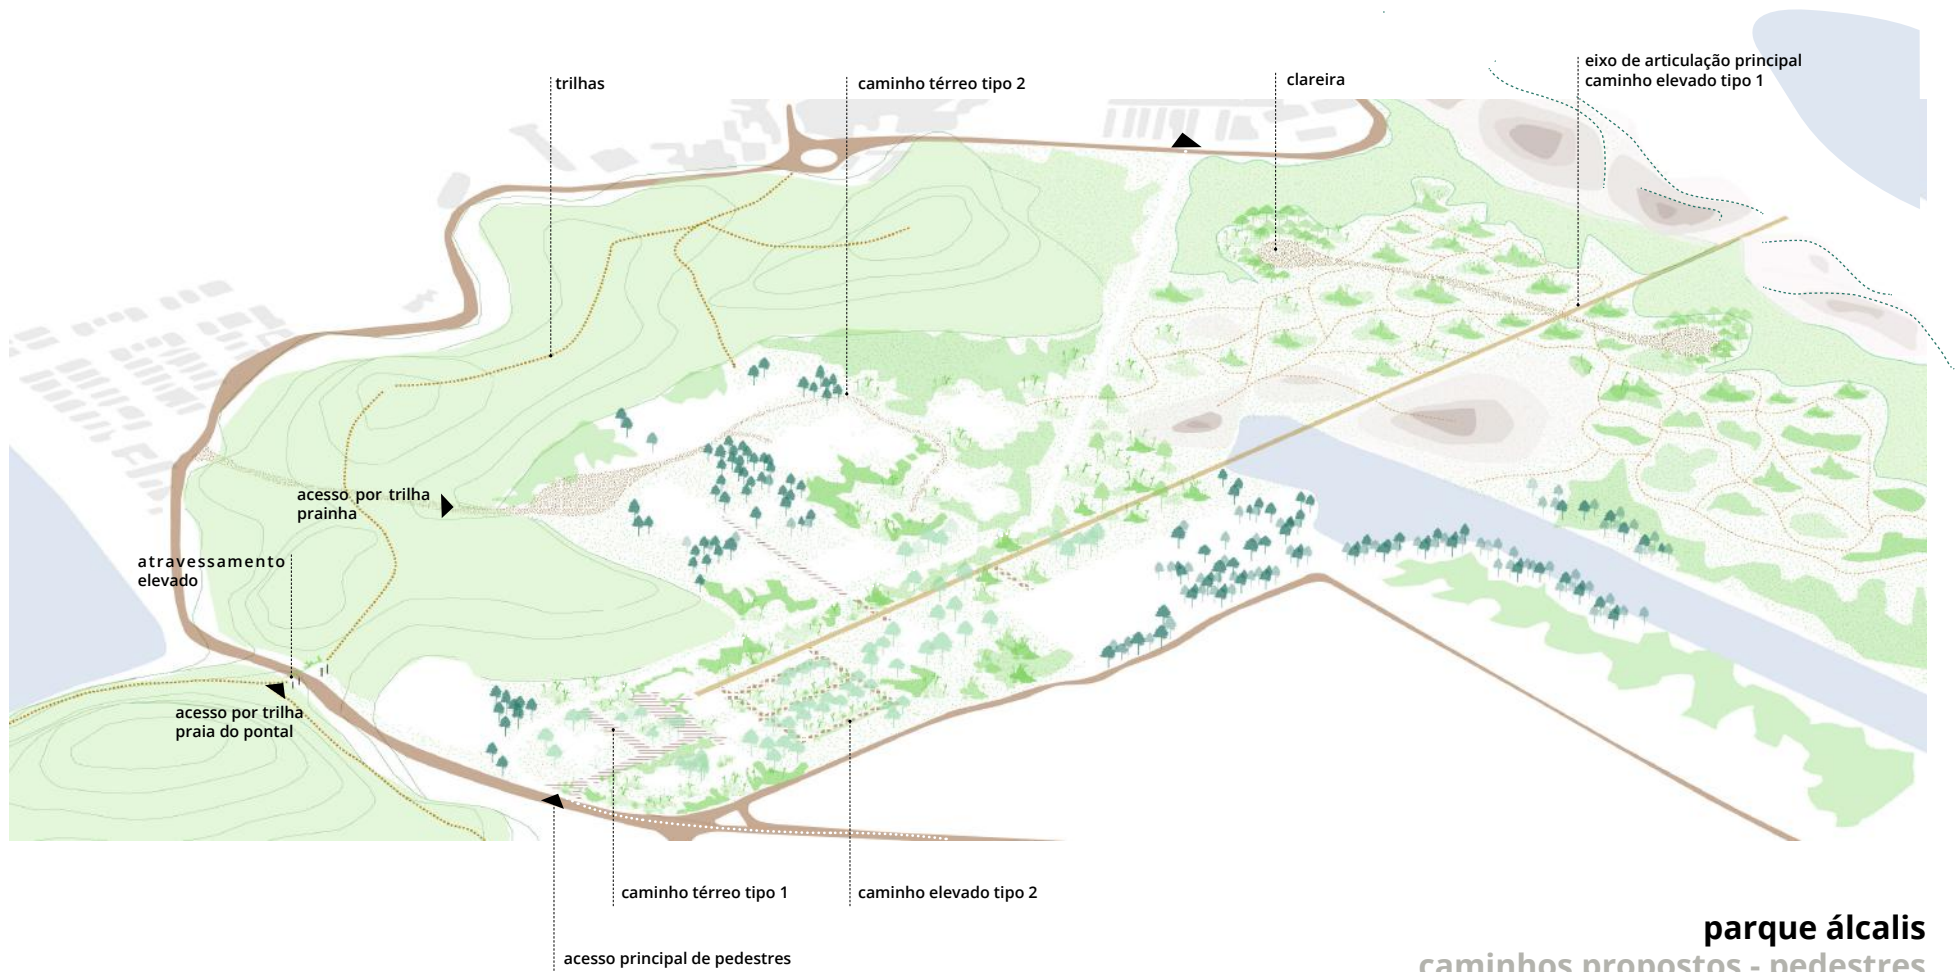 eixo de articulação principal
caminho elevado tipo 1
trilhas
caminho térreo tipo 2
clareira
acesso por trilha
prainha
atravessamento
elevado
acesso por trilha
praia do pontal
caminho térreo tipo 1
caminho elevado tipo 2
acesso principal de pedestres
parque álcalis
caminhos propostos - pedestres